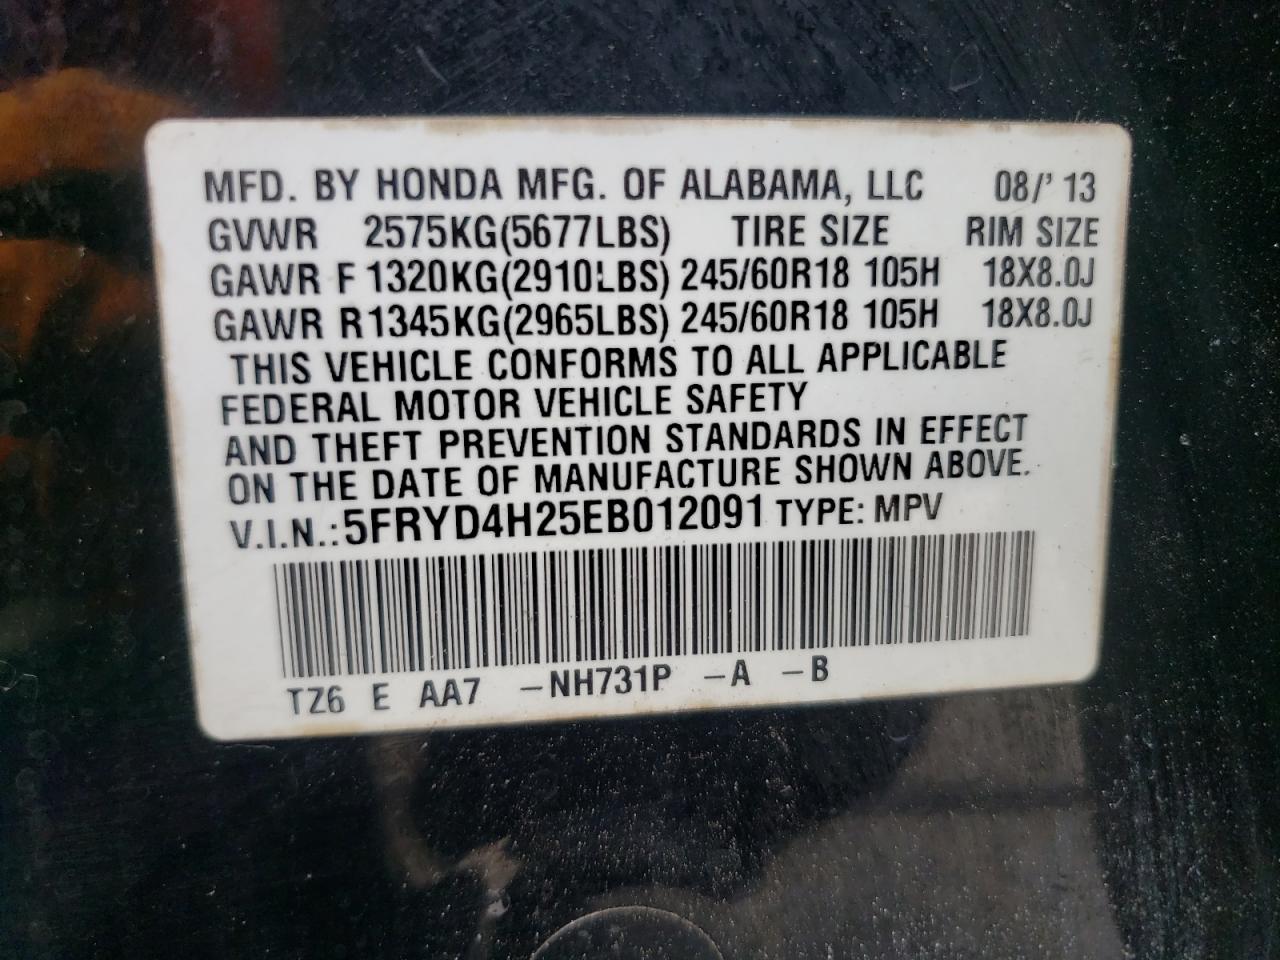 MFD. BY HONDA MFG. OF ALABAMA, LLC 08/' 13
GVWR 2575KG(5677LBS) TIRE SIZE RIM SIZE
GAWR F 1320KG(2910LBS) 245/60R18 105H 18X8.0J
GAWR R 1345KG(2965LBS) 245/60R18 105H 18X8.0J
THIS VEHICLE CONFORMS TO ALL APPLICABLE
FEDERAL MOTOR VEHICLE SAFETY
AND THEFT PREVENTION STANDARDS IN EFFECT
ON THE DATE OF MANUFACTURE SHOWN ABOVE.
V.I.N.:5FRYD4H25EB012091 TYPE: MPV
TZ6 E AA7 –NH731P –A –B